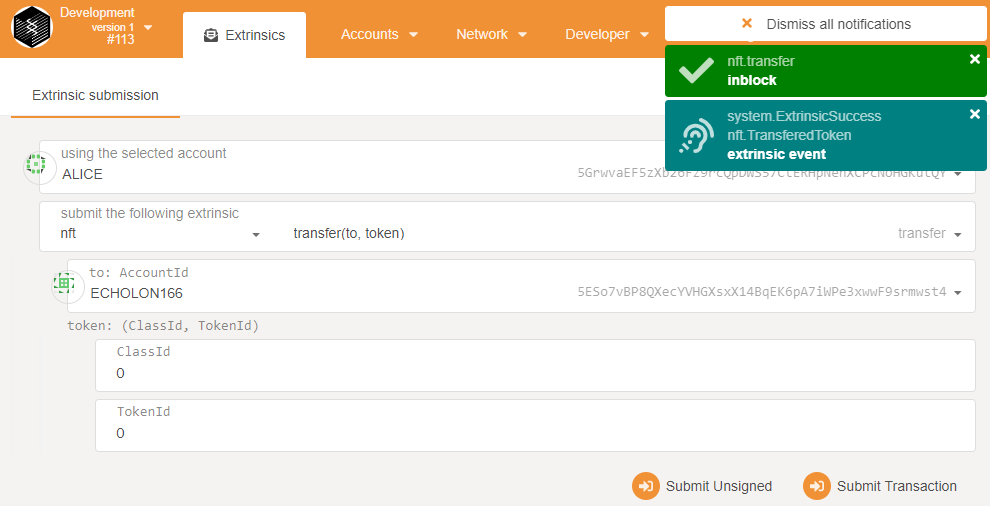 Development
version 1
#113
Extrinsics
Accounts
Network
Developer
Dismiss all notifications
nft.transfer
inblock
system.ExtrinsicSuccess
nft.TransferedToken
extrinsic event
Extrinsic submission
using the selected account
ALICE
submit the following extrinsic
nft
transfer(to, token)
transfer
to: AccountId
ECHOLON166
5ESo7vBP8QXecYVHGXsxX14BqEK6pA7iWPe3xwwF9srmwst4
token: (ClassId, TokenId)
ClassId
0
TokenId
0
Submit Unsigned
Submit Transaction